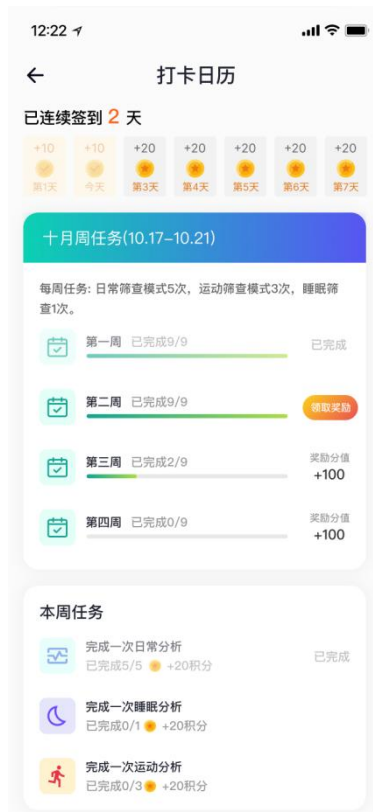 12:22
打卡日历
已连续签到 2 天
+10 +10 +20 +20 +20 +20 +20
第1天 今天 第3天 第4天 第5天 第6天 第7天
十月周任务(10.17–10.21)
每周任务: 日常筛查模式5次，运动筛查模式3次，睡眠筛
查1次。
第一周 已完成9/9 已完成
第二周 已完成9/9 领取奖励
第三周 已完成2/9 奖励分值
+100
第四周 已完成0/9 奖励分值
+100
本周任务
完成一次日常分析
已完成5/5 +20积分 已完成
完成一次睡眠分析
已完成0/1 +20积分
完成一次运动分析
已完成0/3 +20积分